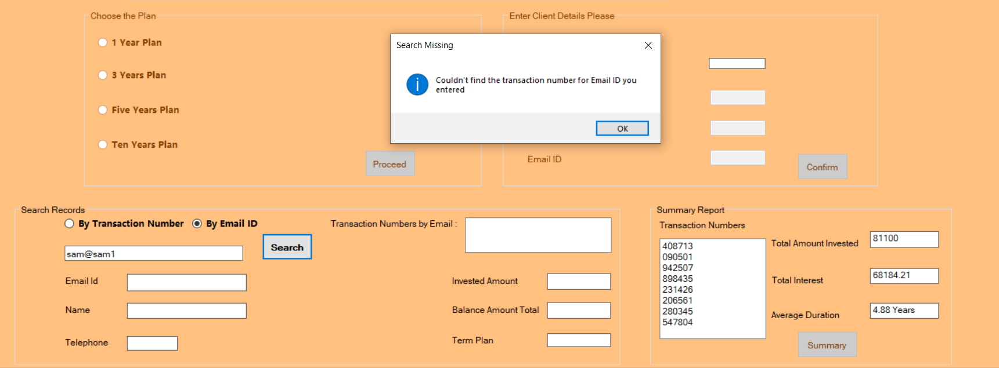 Choose the Plan
1 Year Plan
3 Years Plan
Five Years Plan
Ten Years Plan
Proceed
Enter Client Details Please
Email ID
Confirm
Search Missing
Couldn't find the transaction number for Email ID you
entered
OK
Search Records
By Transaction Number By Email ID
sam@sam1
Search
Email Id
Name
Telephone
Transaction Numbers by Email :
Invested Amount
Balance Amount Total
Term Plan
Summary Report
Transaction Numbers
408713
090501
942507
898435
231426
206561
280345
547804
Total Amount Invested 81100
Total Interest 68184.21
Average Duration 4.88 Years
Summary